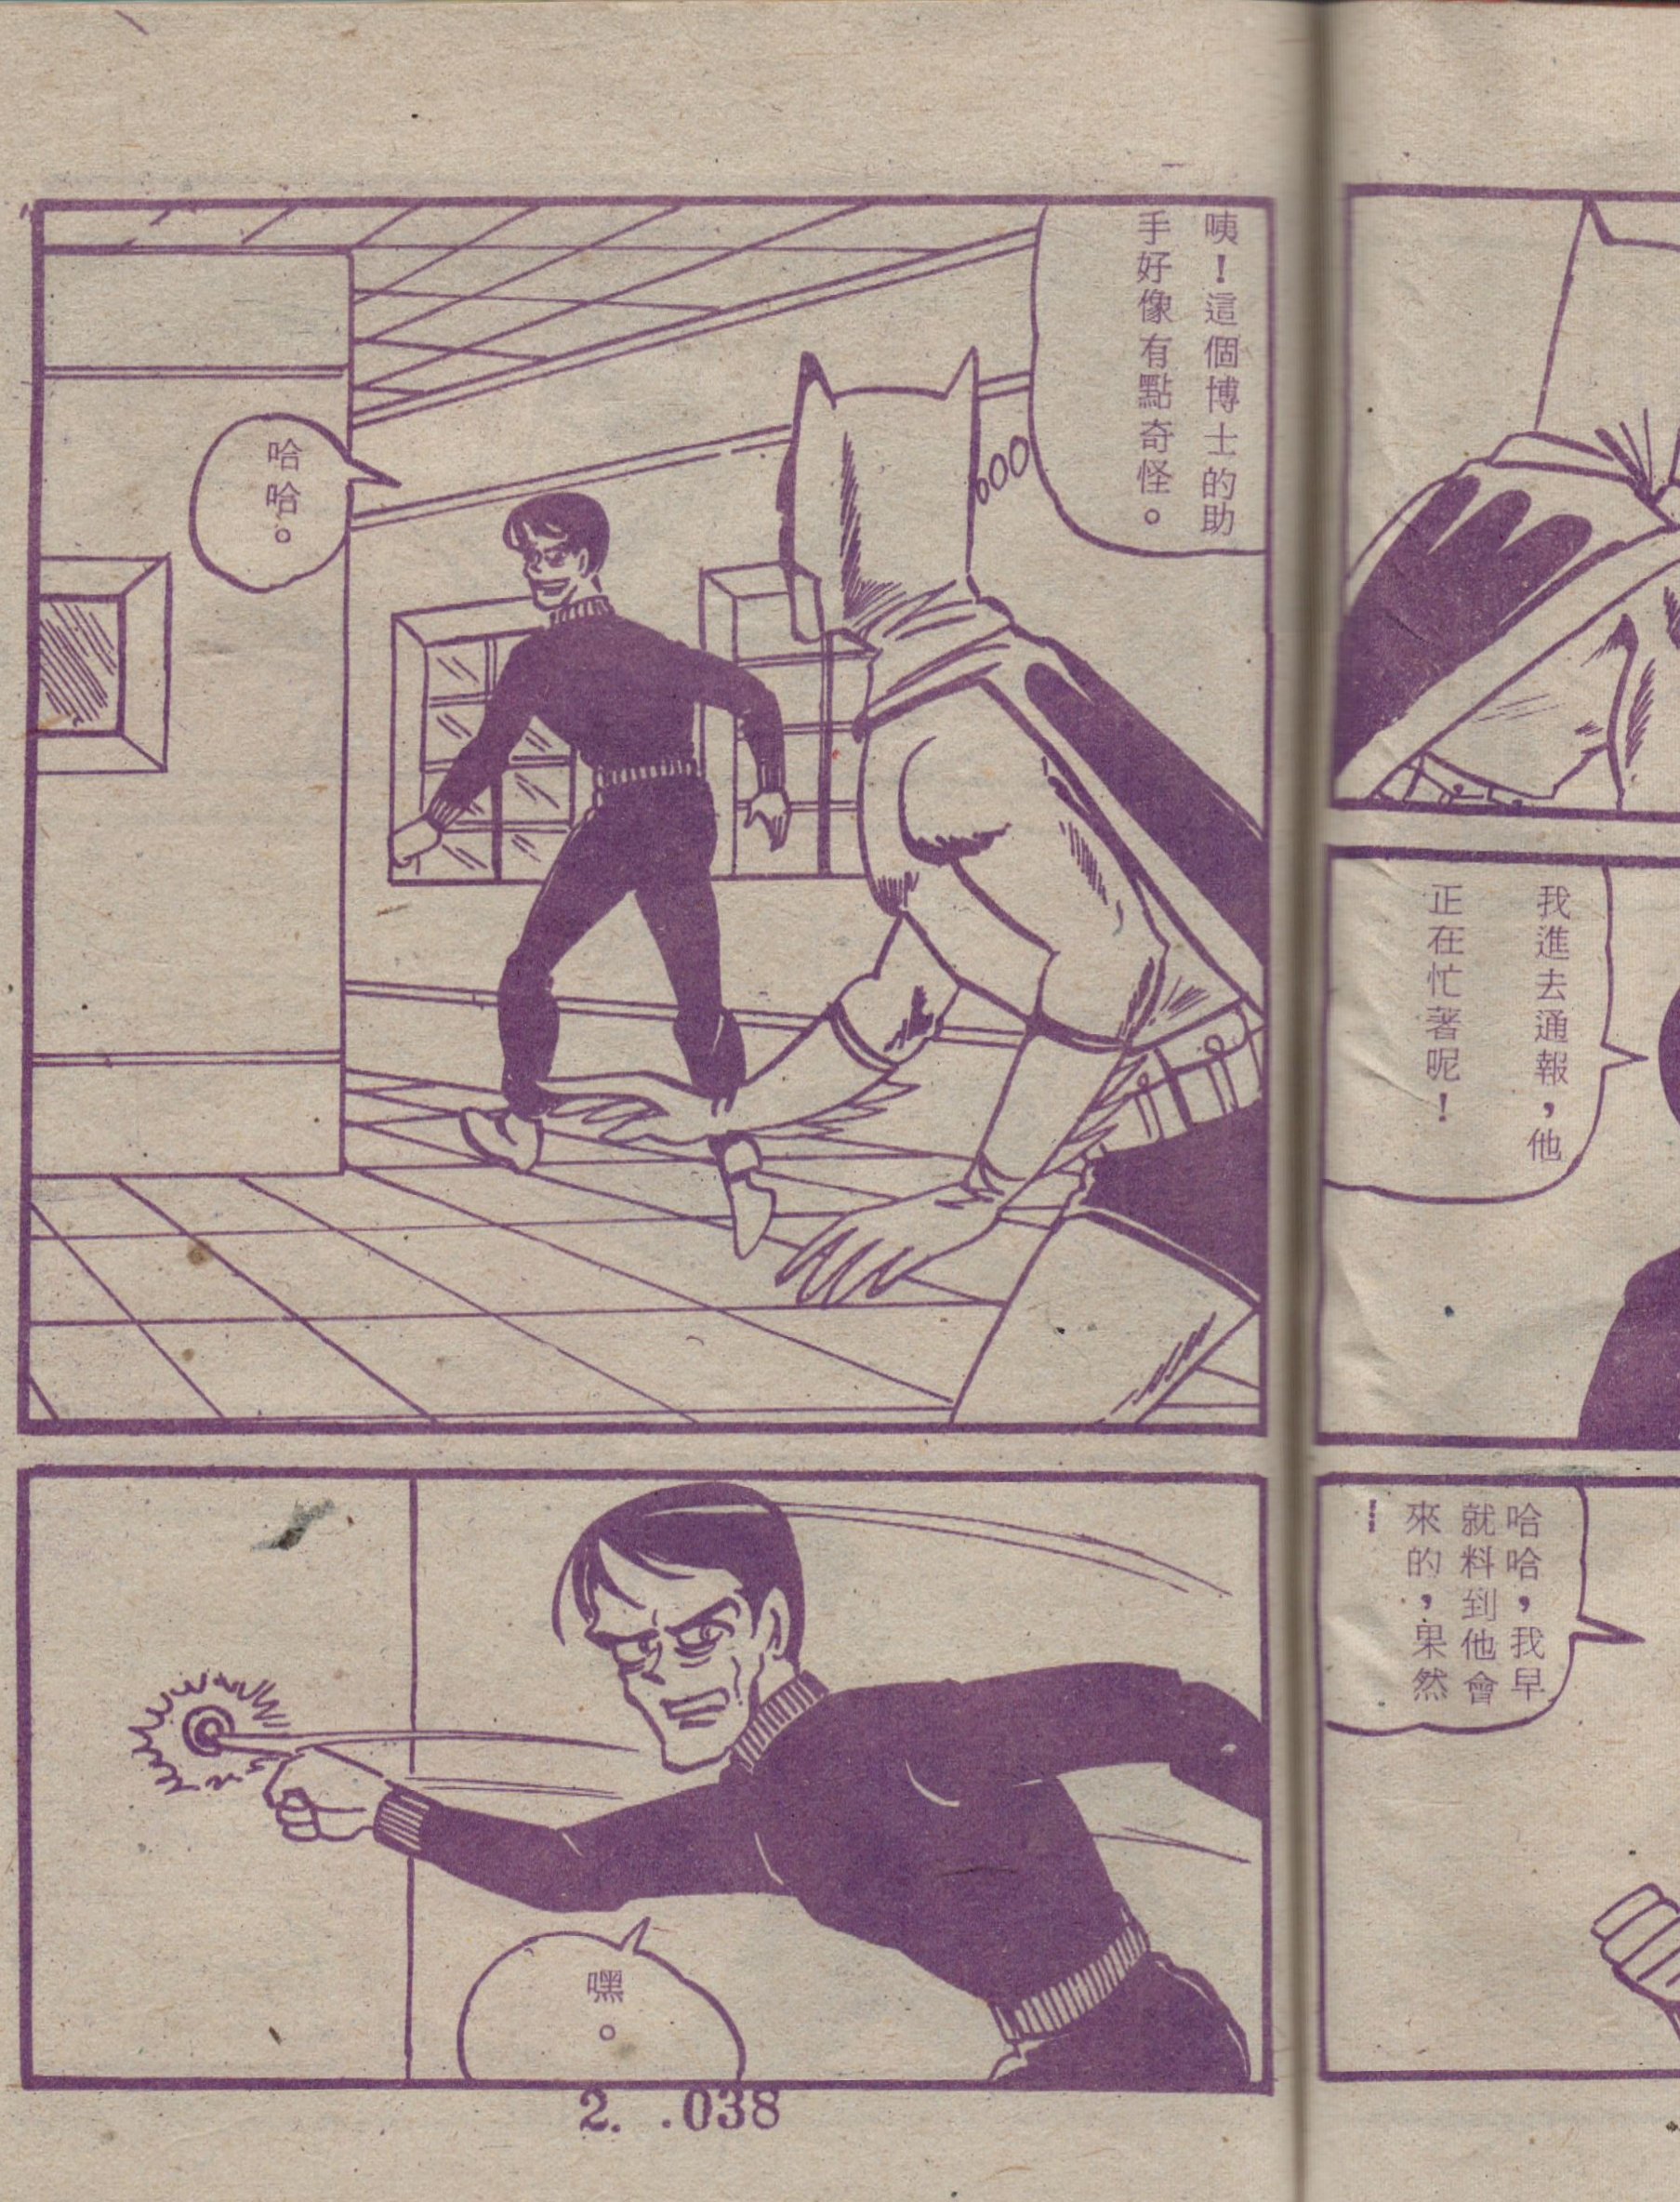 我進去通報，他
正在忙著呢！
哈哈，我早
就料到他會
來的，果然
…
咦！這個博士的助
手好像有點奇怪。
哈哈。
嘿。
2. .038